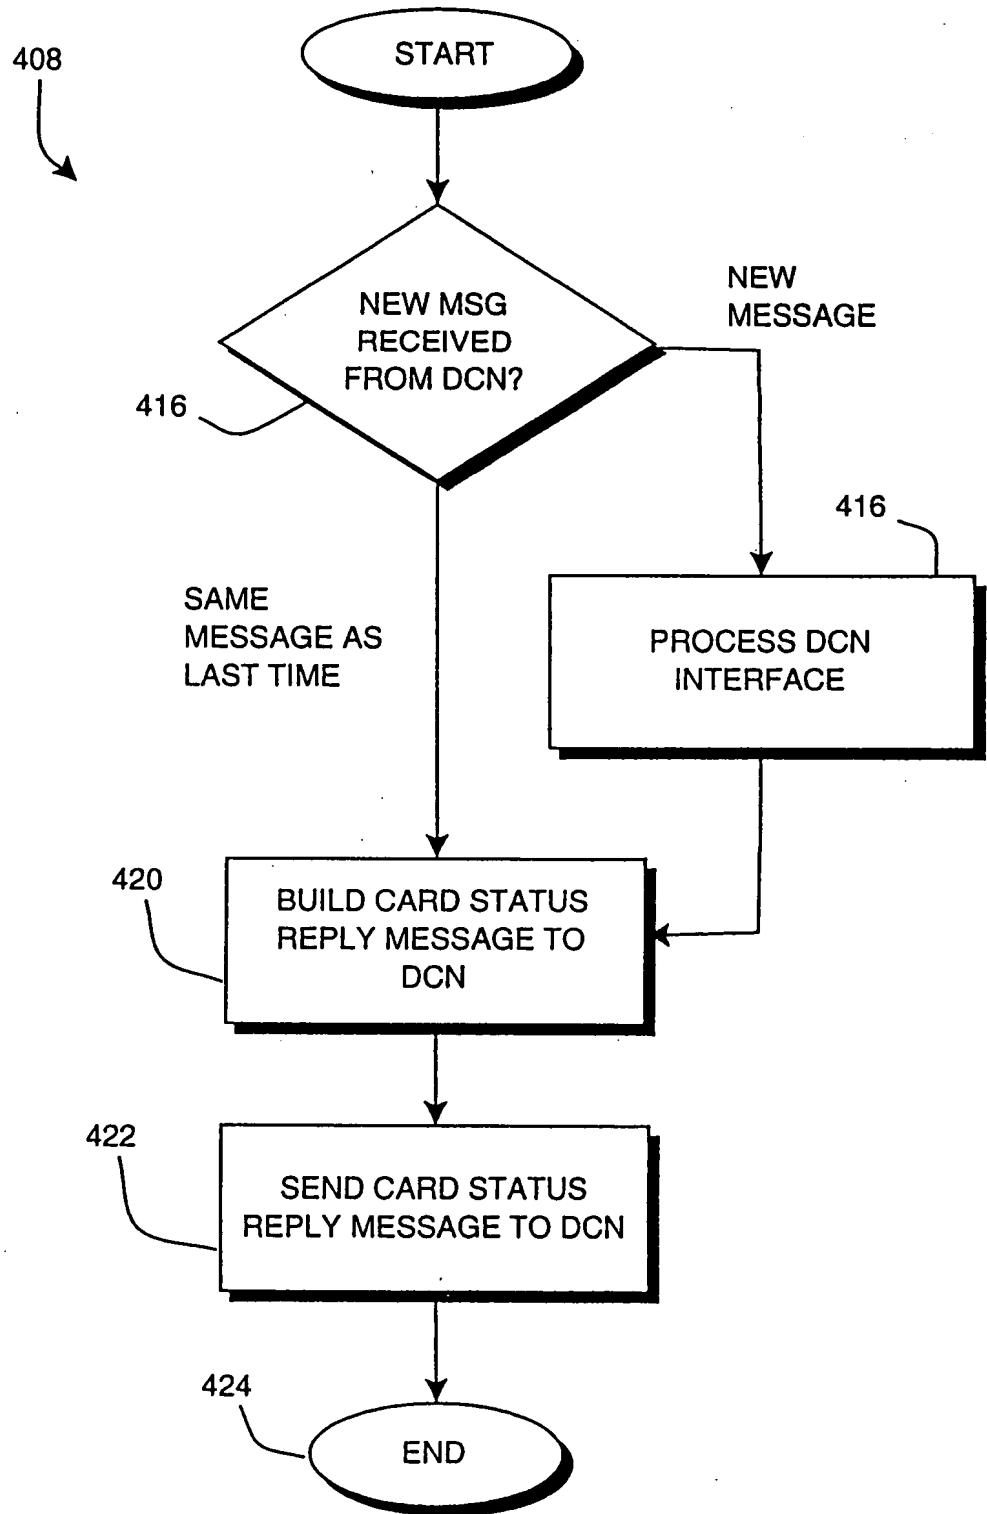 START
408
NEW MSG
RECEIVED
FROM DCN?
416
NEW
MESSAGE
416
PROCESS DCN
INTERFACE
SAME
MESSAGE AS
LAST TIME
420
BUILD CARD STATUS
REPLY MESSAGE TO
DCN
422
SEND CARD STATUS
REPLY MESSAGE TO DCN
424
END